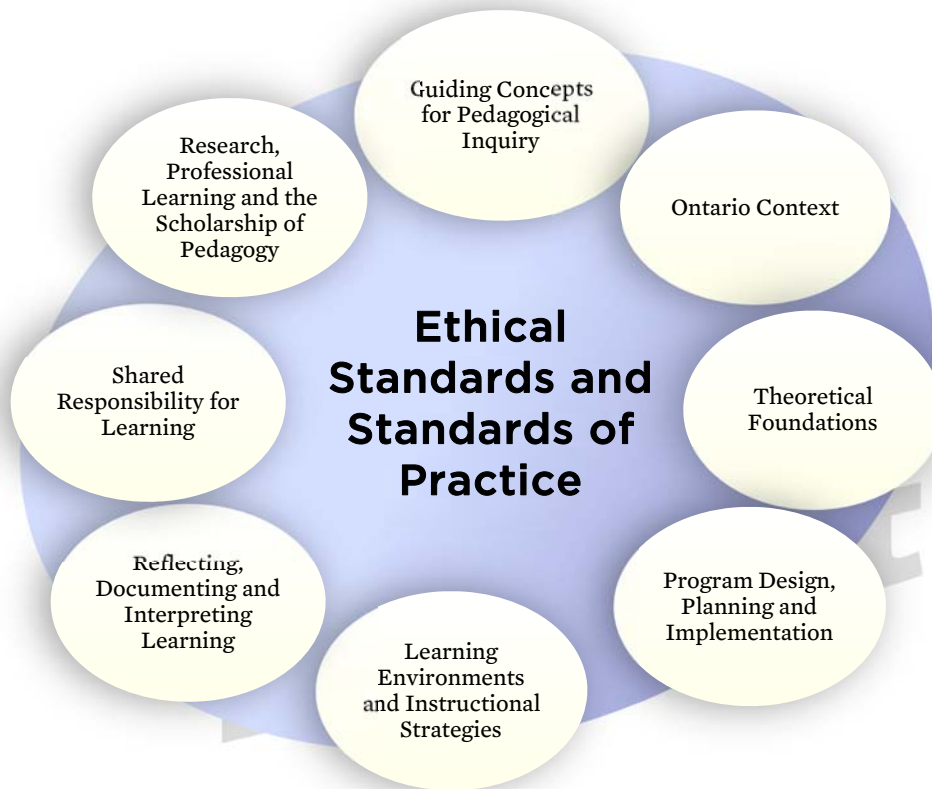 Guiding Concepts
for Pedagogical
Inquiry
Ontario Context
Theoretical
Foundations
Program Design,
Planning and
Implementation
Learning
Environments
and Instructional
Strategies
Reflecting,
Documenting and
Interpreting
Learning
Shared
Responsibility for
Learning
Research,
Professional
Learning and the
Scholarship of
Pedagogy
Ethical
Standards and
Standards of
Practice